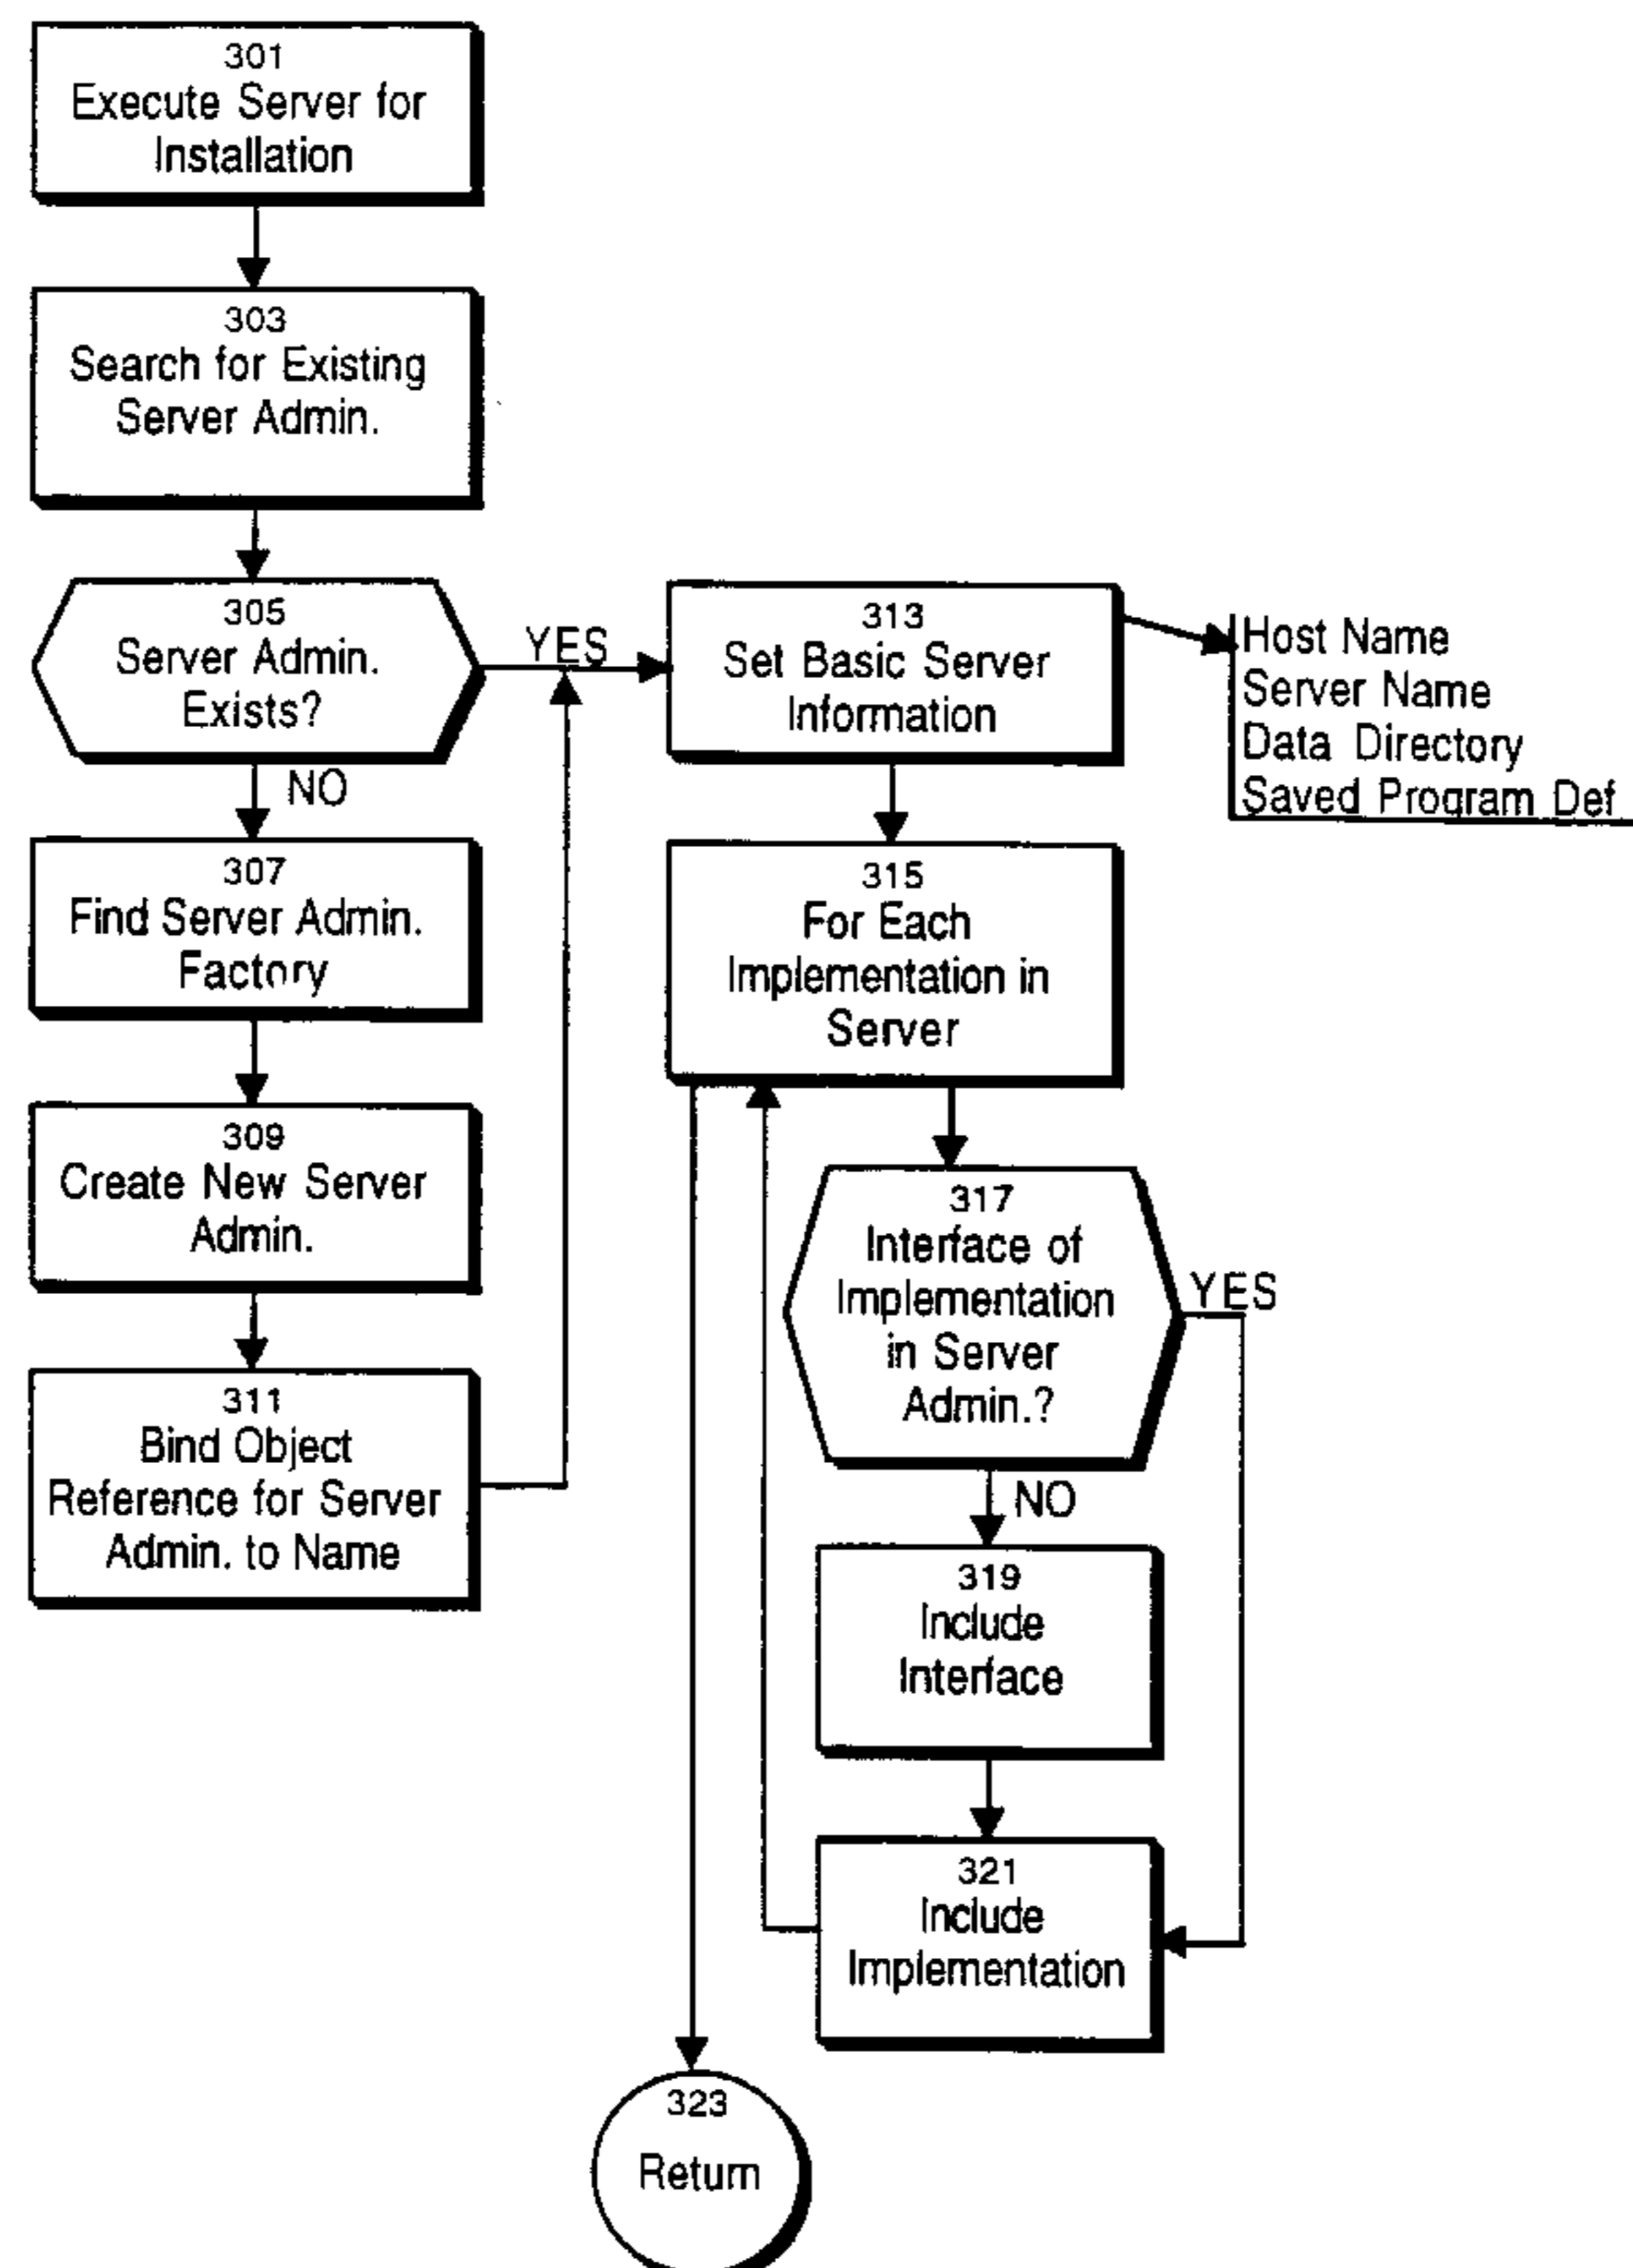 301
Execute Server for
Installation
303
Search for Existing
Server Admin.
305
Server Admin.
Exists?
YES
NO
307
Find Server Admin.
Factory
309
Create New Server
Admin.
311
Bind Object
Reference for Server
Admin. to Name
313
Set Basic Server
Information
Host Name
Server Name
Data Directory
Saved Program Def
315
For Each
Implementation in
Server
317
Interface of
Implementation
in Server
Admin.?
YES
NO
319
Include
Interface
321
Include
Implementation
323
Return